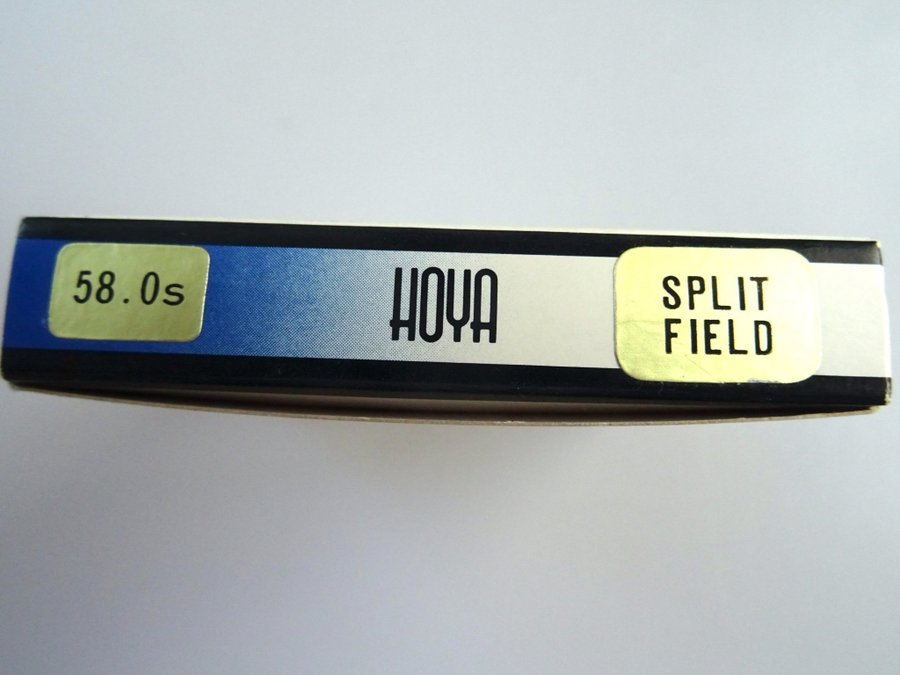 58.0s
HOYA
SPLIT
FIELD